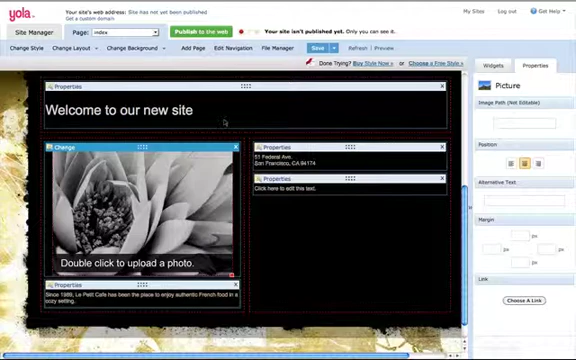 yola
Your site's web address: Site has not yet been published
Get a custom domain
My Sites Log out Get Help
Site Manager
Page: index
Publish to the web
Your site isn't published yet. Only you can see it.
Change Style Change Layout Change Background Add Page Edit Navigation File Manager Save Refresh Preview
Done Trying? Buy Style Now>> or Choose a Free Style>>
Widgets Properties
Picture
Image Path (Not Editable)
Position
Alternative Text
Margin
px px
px px
Link
Choose A Link
Properties
Welcome to our new site
Change
Double click to upload a photo.
Properties
Since 1989, Le Petit Cafe has been the place to enjoy authentic French food in a
cozy setting.
Properties
51 Federal Ave.
San Francisco, CA 94174
Properties
Click here to edit this text.